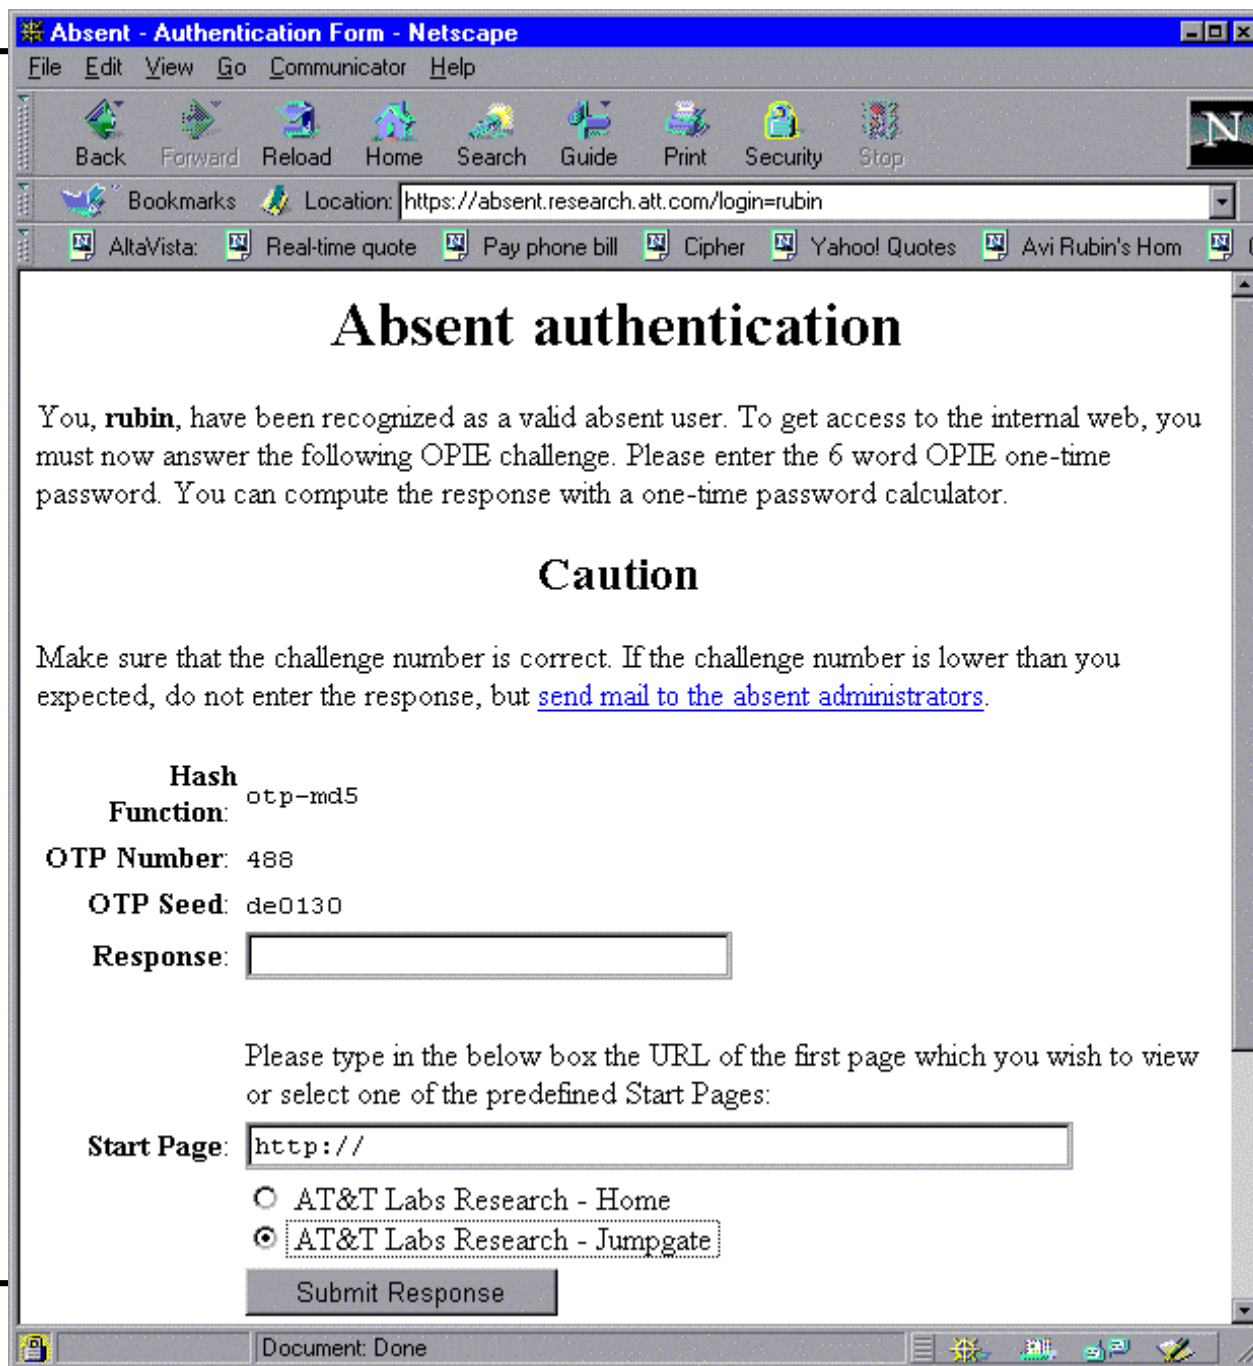 Absent - Authentication Form - Netscape
File Edit View Go Communicator Help
N
Back Forward Reload Home Search Guide Print Security Stop
Bookmarks Location: https://absent.research.att.com/login=rubin
AltaVista: Real-time quote Pay phone bill Cipher Yahoo! Quotes Avi Rubin's Hom
Absent authentication
You, rubin, have been recognized as a valid absent user. To get access to the internal web, you
must now answer the following OPIE challenge. Please enter the 6 word OPIE one-time
password. You can compute the response with a one-time password calculator.
Caution
Make sure that the challenge number is correct. If the challenge number is lower than you
expected, do not enter the response, but send mail to the absent administrators.
Hash
Function: otp-md5
OTP Number: 488
OTP Seed: de0130
Response:
Please type in the below box the URL of the first page which you wish to view
or select one of the predefined Start Pages:
Start Page: http://
AT&T Labs Research - Home
AT&T Labs Research - Jumpgate
Submit Response
Document: Done